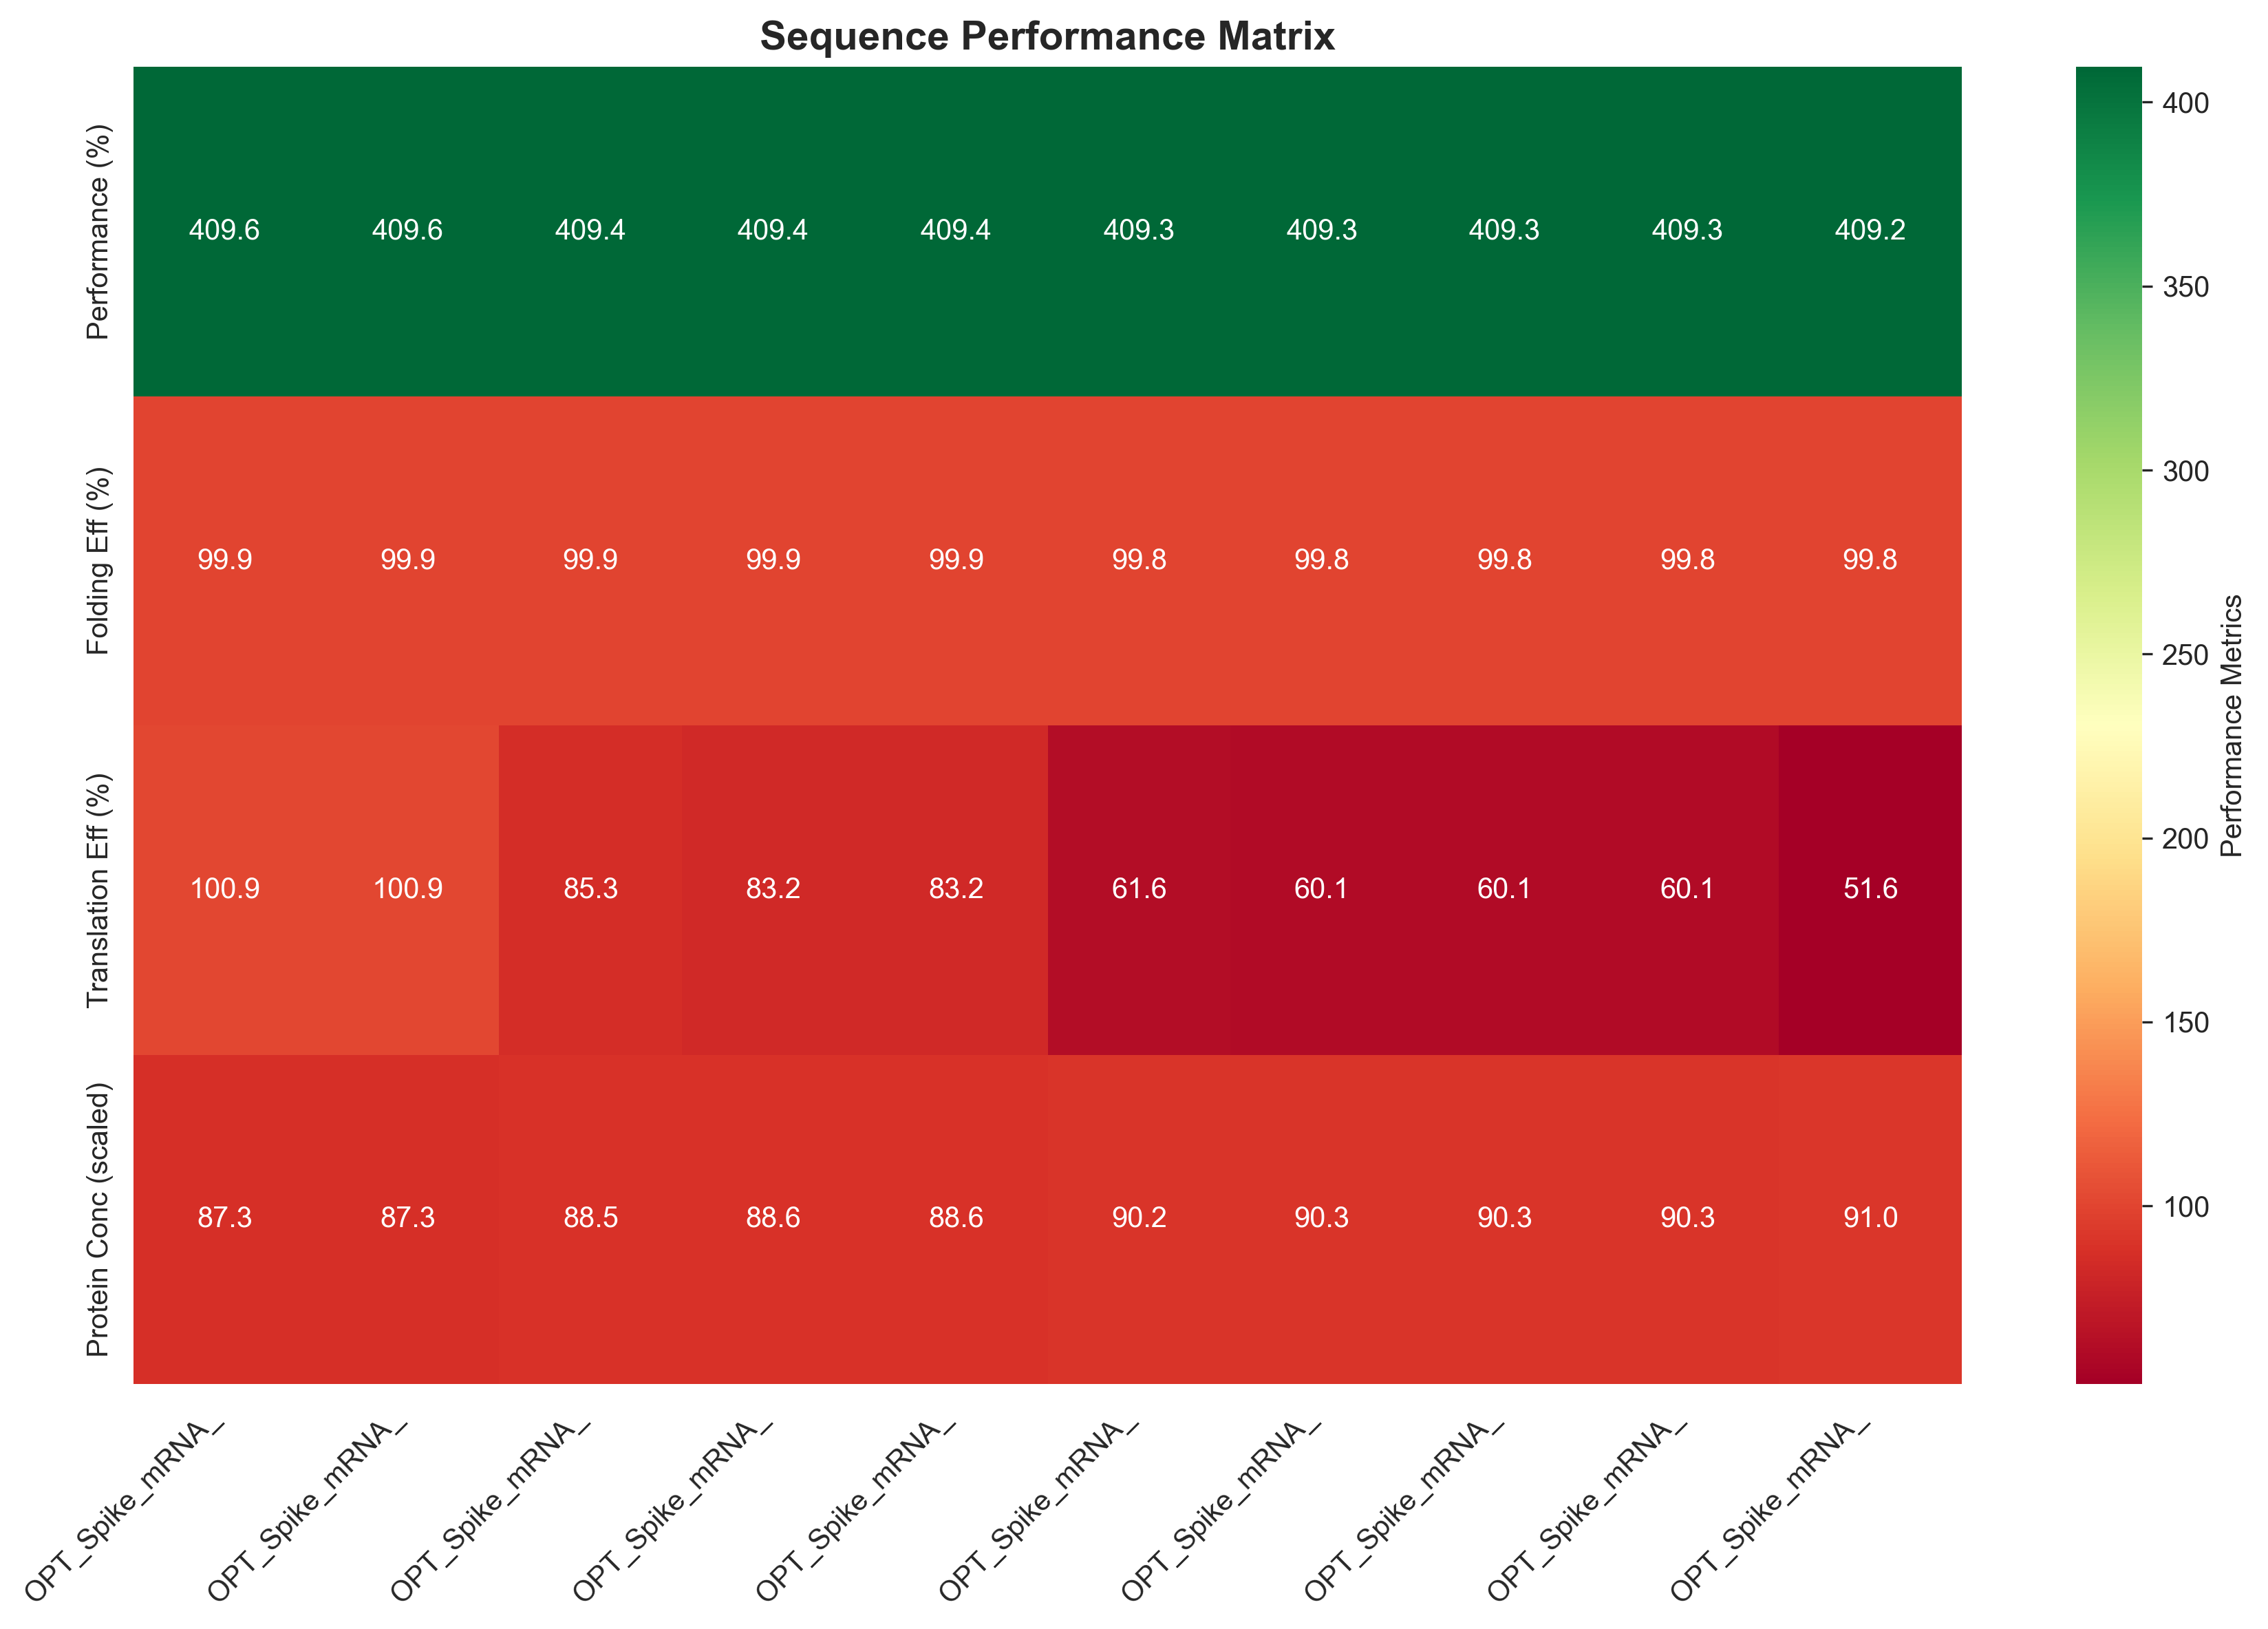 Sequence Performance Matrix
Performance (%)
409.6 409.6 409.4 409.4 409.4 409.3 409.3 409.3 409.3 409.2
Folding Eff (%)
99.9 99.9 99.9 99.9 99.9 99.8 99.8 99.8 99.8 99.8
Translation Eff (%)
100.9 100.9 85.3 83.2 83.2 61.6 60.1 60.1 60.1 51.6
Protein Conc (scaled)
87.3 87.3 88.5 88.6 88.6 90.2 90.3 90.3 90.3 91.0
OPT_Spike_mRNA_
OPT_Spike_mRNA_
OPT_Spike_mRNA_
OPT_Spike_mRNA_
OPT_Spike_mRNA_
OPT_Spike_mRNA_
OPT_Spike_mRNA_
OPT_Spike_mRNA_
OPT_Spike_mRNA_
OPT_Spike_mRNA_
400
350
300
250
200
150
100
Performance Metrics